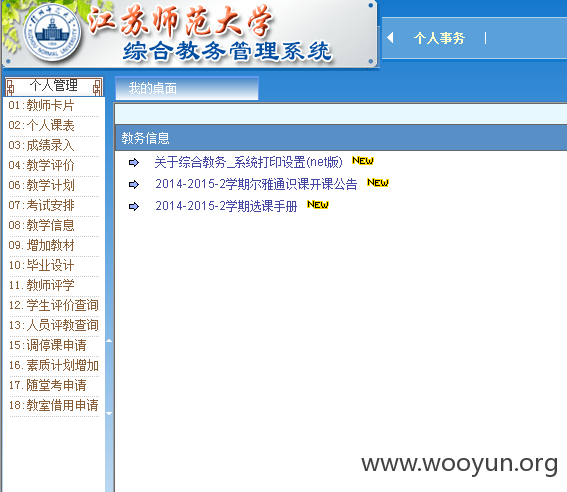 江苏师范大学
综合教务管理系统
个人事务 |
个人管理
我的桌面
01:教师卡片
02:个人课表
03:成绩录入
04:教学评价
06:教学计划
07:考试安排
08:教学信息
09.增加教材
10:毕业设计
11.教师评学
12.学生评价查询
13:人员评教查询
15:调停课申请
16.素质计划增加
17.随堂考申请
18:教室借用申请
教务信息
关于综合教务_系统打印设置(net版) NEW
2014-2015-2学期尔雅通识课开课公告 NEW
2014-2015-2学期选课手册 NEW
www.wooyun.org